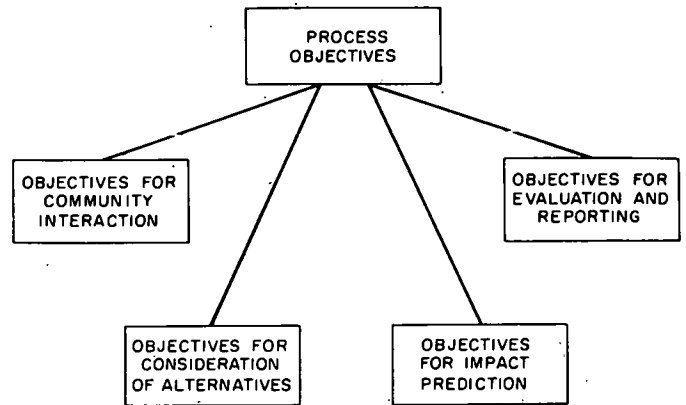 PROCESS
OBJECTIVES
OBJECTIVES FOR
COMMUNITY
INTERACTION
OBJECTIVES FOR
EVALUATION AND
REPORTING
OBJECTIVES FOR
CONSIDERATION
OF ALTERNATIVES
OBJECTIVES
FOR IMPACT
PREDICTION